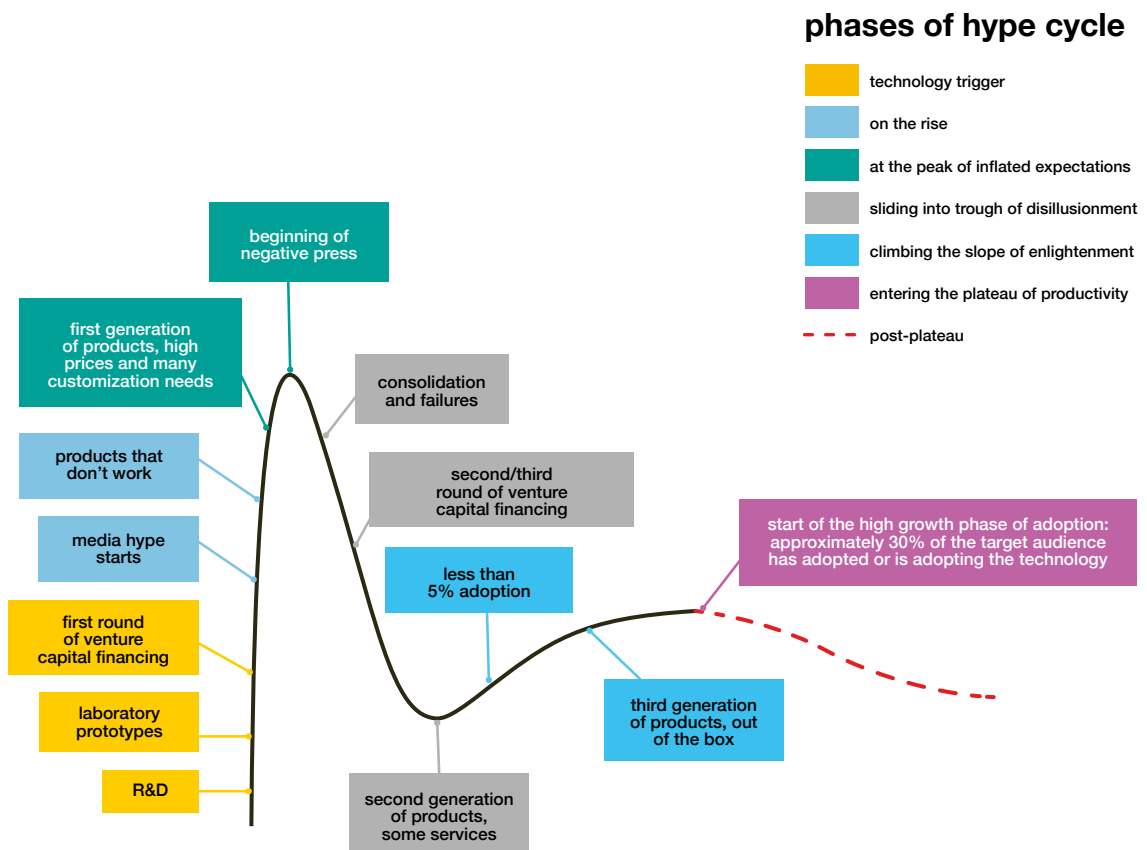 phases of hype cycle
technology trigger
on the rise
at the peak of inflated expectations
sliding into trough of disillusionment
climbing the slope of enlightenment
entering the plateau of productivity
post-plateau
beginning of
negative press
first generation
of products, high
prices and many
customization needs
products that
don’t work
media hype
starts
first round
of venture
capital financing
laboratory
prototypes
R&D
consolidation
and failures
second/third
round of venture
capital financing
less than
5% adoption
second generation
of products,
some services
third generation
of products, out
of the box
start of the high growth phase of adoption:
approximately 30% of the target audience
has adopted or is adopting the technology